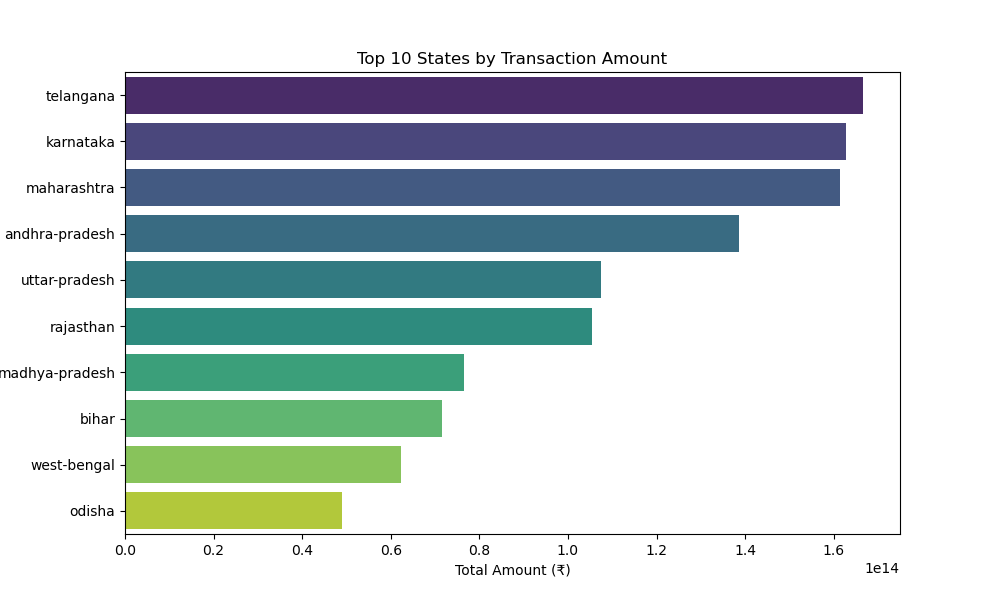 Top 10 States by Transaction Amount
telangana
karnataka
maharashtra
andhra-pradesh
uttar-pradesh
rajasthan
madhya-pradesh
bihar
west-bengal
odisha
0.0 0.2 0.4 0.6 0.8 1.0 1.2 1.4 1.6
1e14
Total Amount (₹)